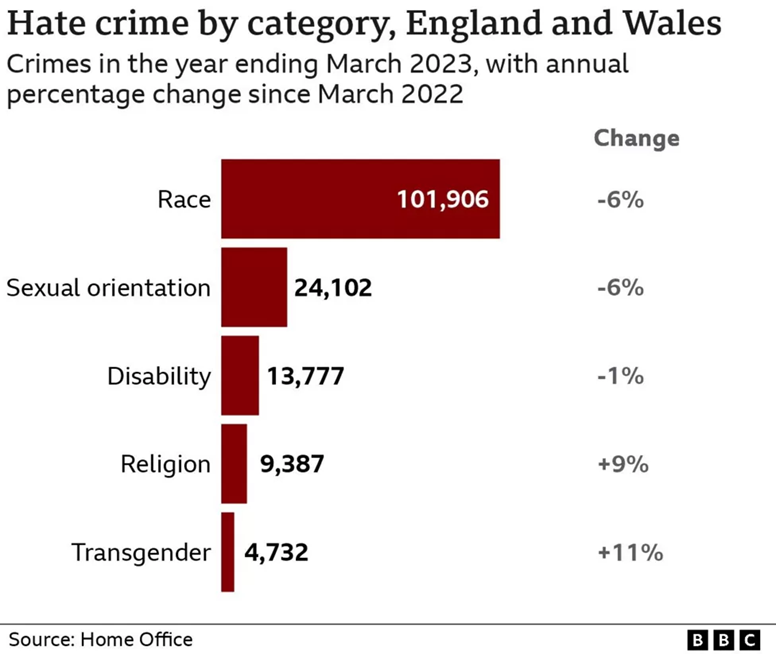 Hate crime by category, England and Wales
Crimes in the year ending March 2023, with annual
percentage change since March 2022
Change
Race 101,906 -6%
Sexual orientation 24,102 -6%
Disability 13,777 -1%
Religion 9,387 +9%
Transgender 4,732 +11%
Source: Home Office BBC